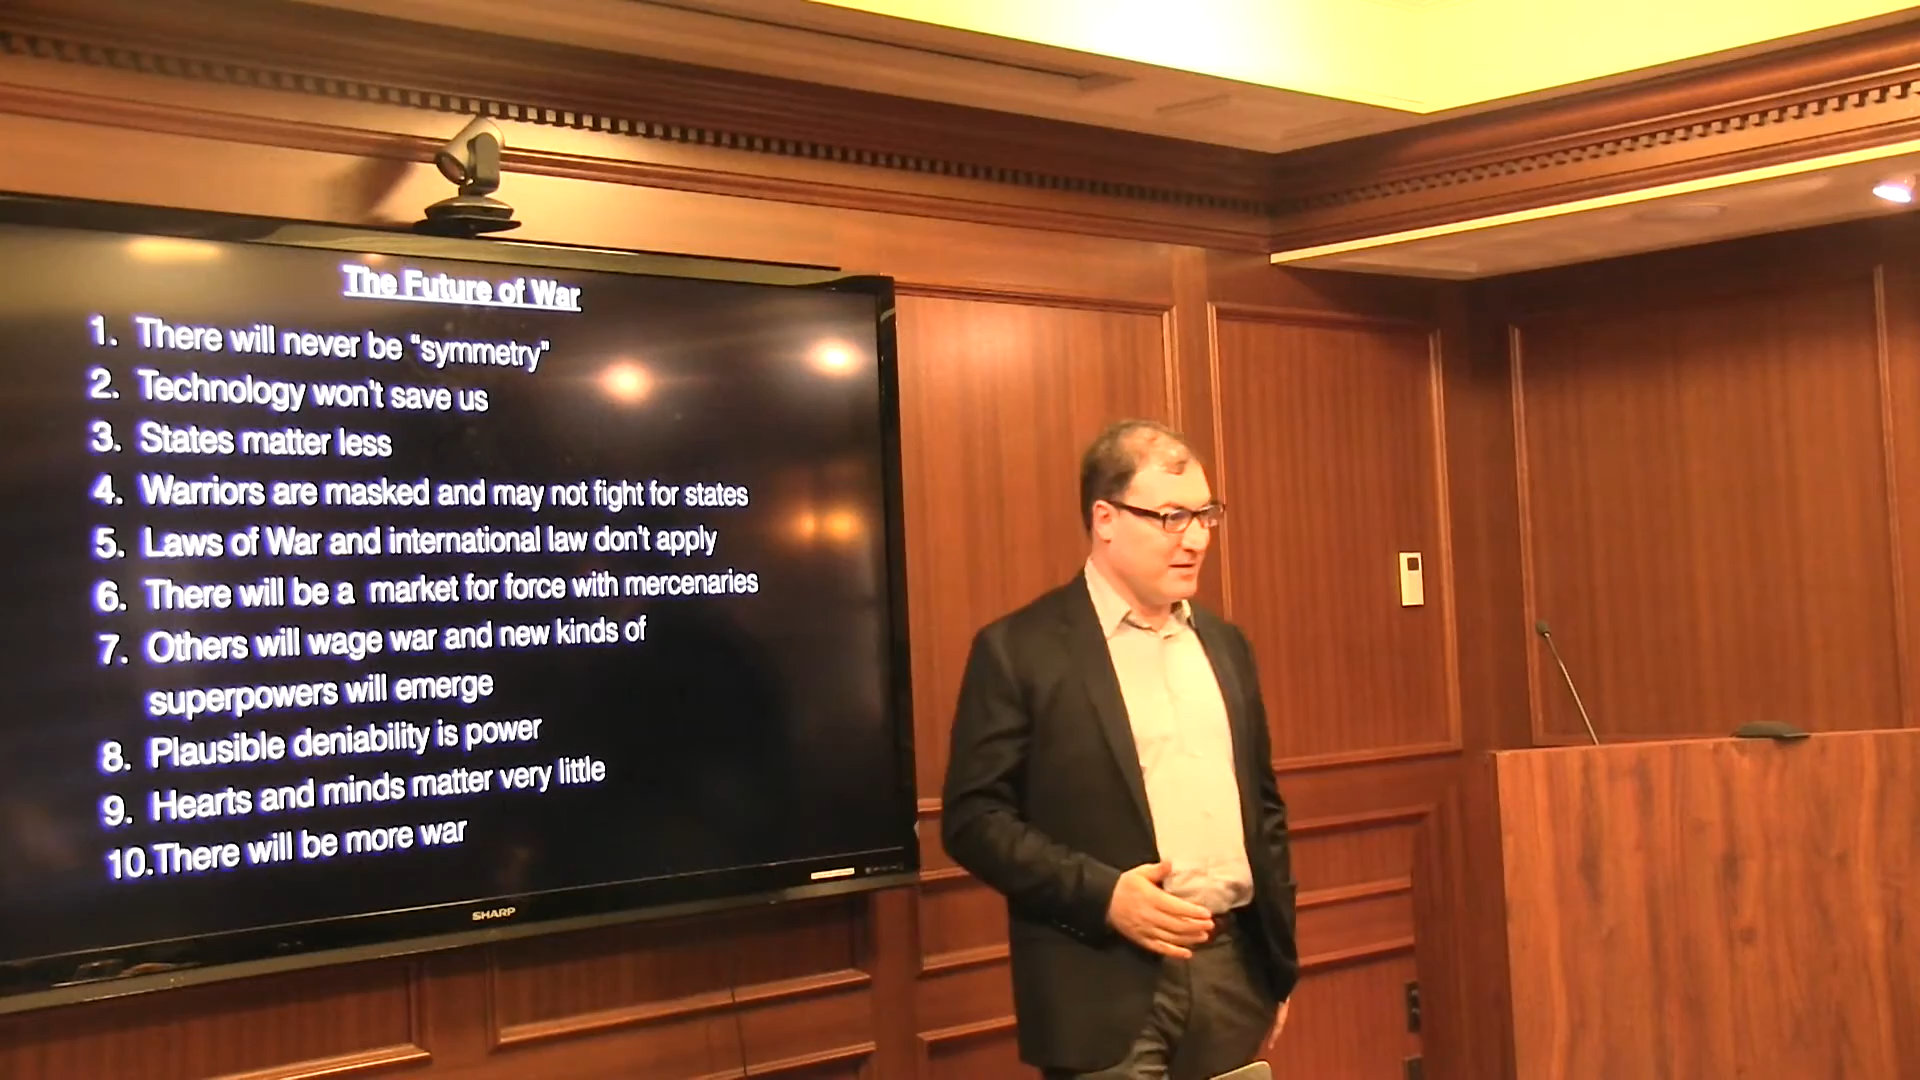 The Future of War
1. There will never be “symmetry”
2. Technology won't save us
3. States matter less
4. Warriors are masked and may not fight for states
5. Laws of War and international law don't apply
6. There will be a market for force with mercenaries
7. Others will wage war and new kinds of
superpowers will emerge
8. Plausible deniability is power
9. Hearts and minds matter very little
10.There will be more war
SHARP